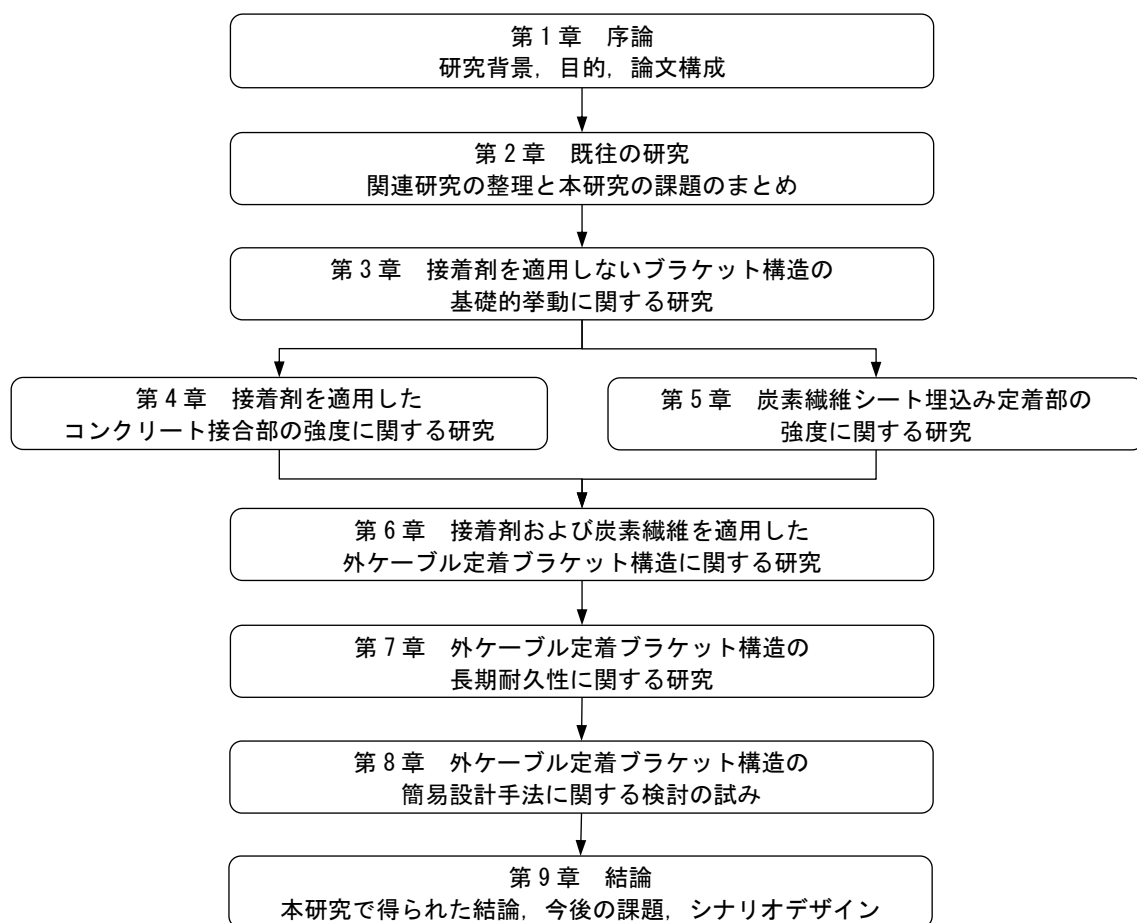 第1章　序論
研究背景，目的，論文構成
第2章　既往の研究
関連研究の整理と本研究の課題のまとめ
第3章　接着剤を適用しないブラケット構造の
基礎的挙動に関する研究
第4章　接着剤を適用した
コンクリート接合部の強度に関する研究
第5章　炭素繊維シート埋込み定着部の
強度に関する研究
第6章　接着剤および炭素繊維を適用した
外ケーブル定着ブラケット構造に関する研究
第7章　外ケーブル定着ブラケット構造の
長期耐久性に関する研究
第8章　外ケーブル定着ブラケット構造の
簡易設計手法に関する検討の試み
第9章　結論
本研究で得られた結論，今後の課題，シナリオデザイン